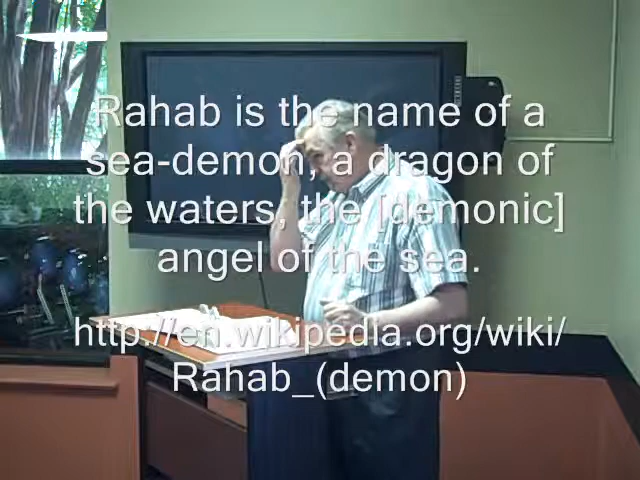 Rahab is the name of a
sea-demon, a dragon of
the waters, the [demonic]
angel of the sea.
http://en.wikipedia.org/wiki/
Rahab_(demon)